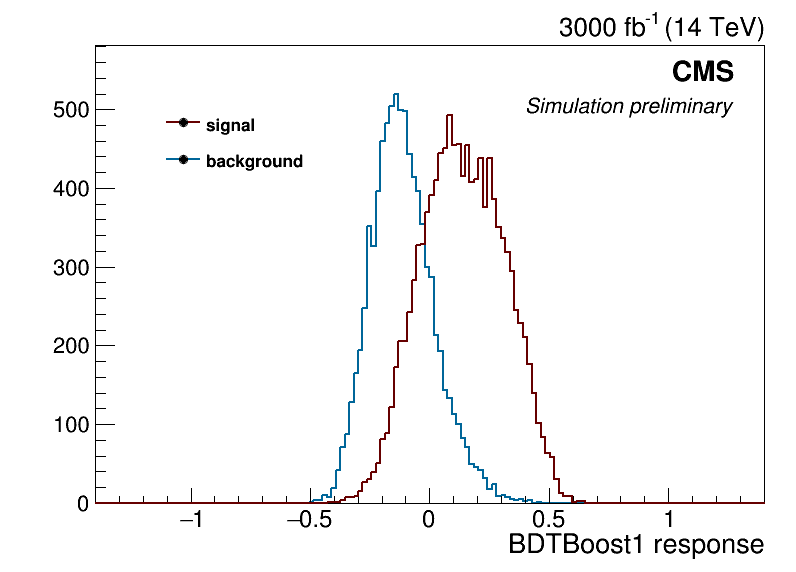 3000 fb-1 (14 TeV)
CMS
Simulation preliminary
signal
background
500
400
300
200
100
0
−1 −0.5 0 0.5 1
BDTBoost1 response